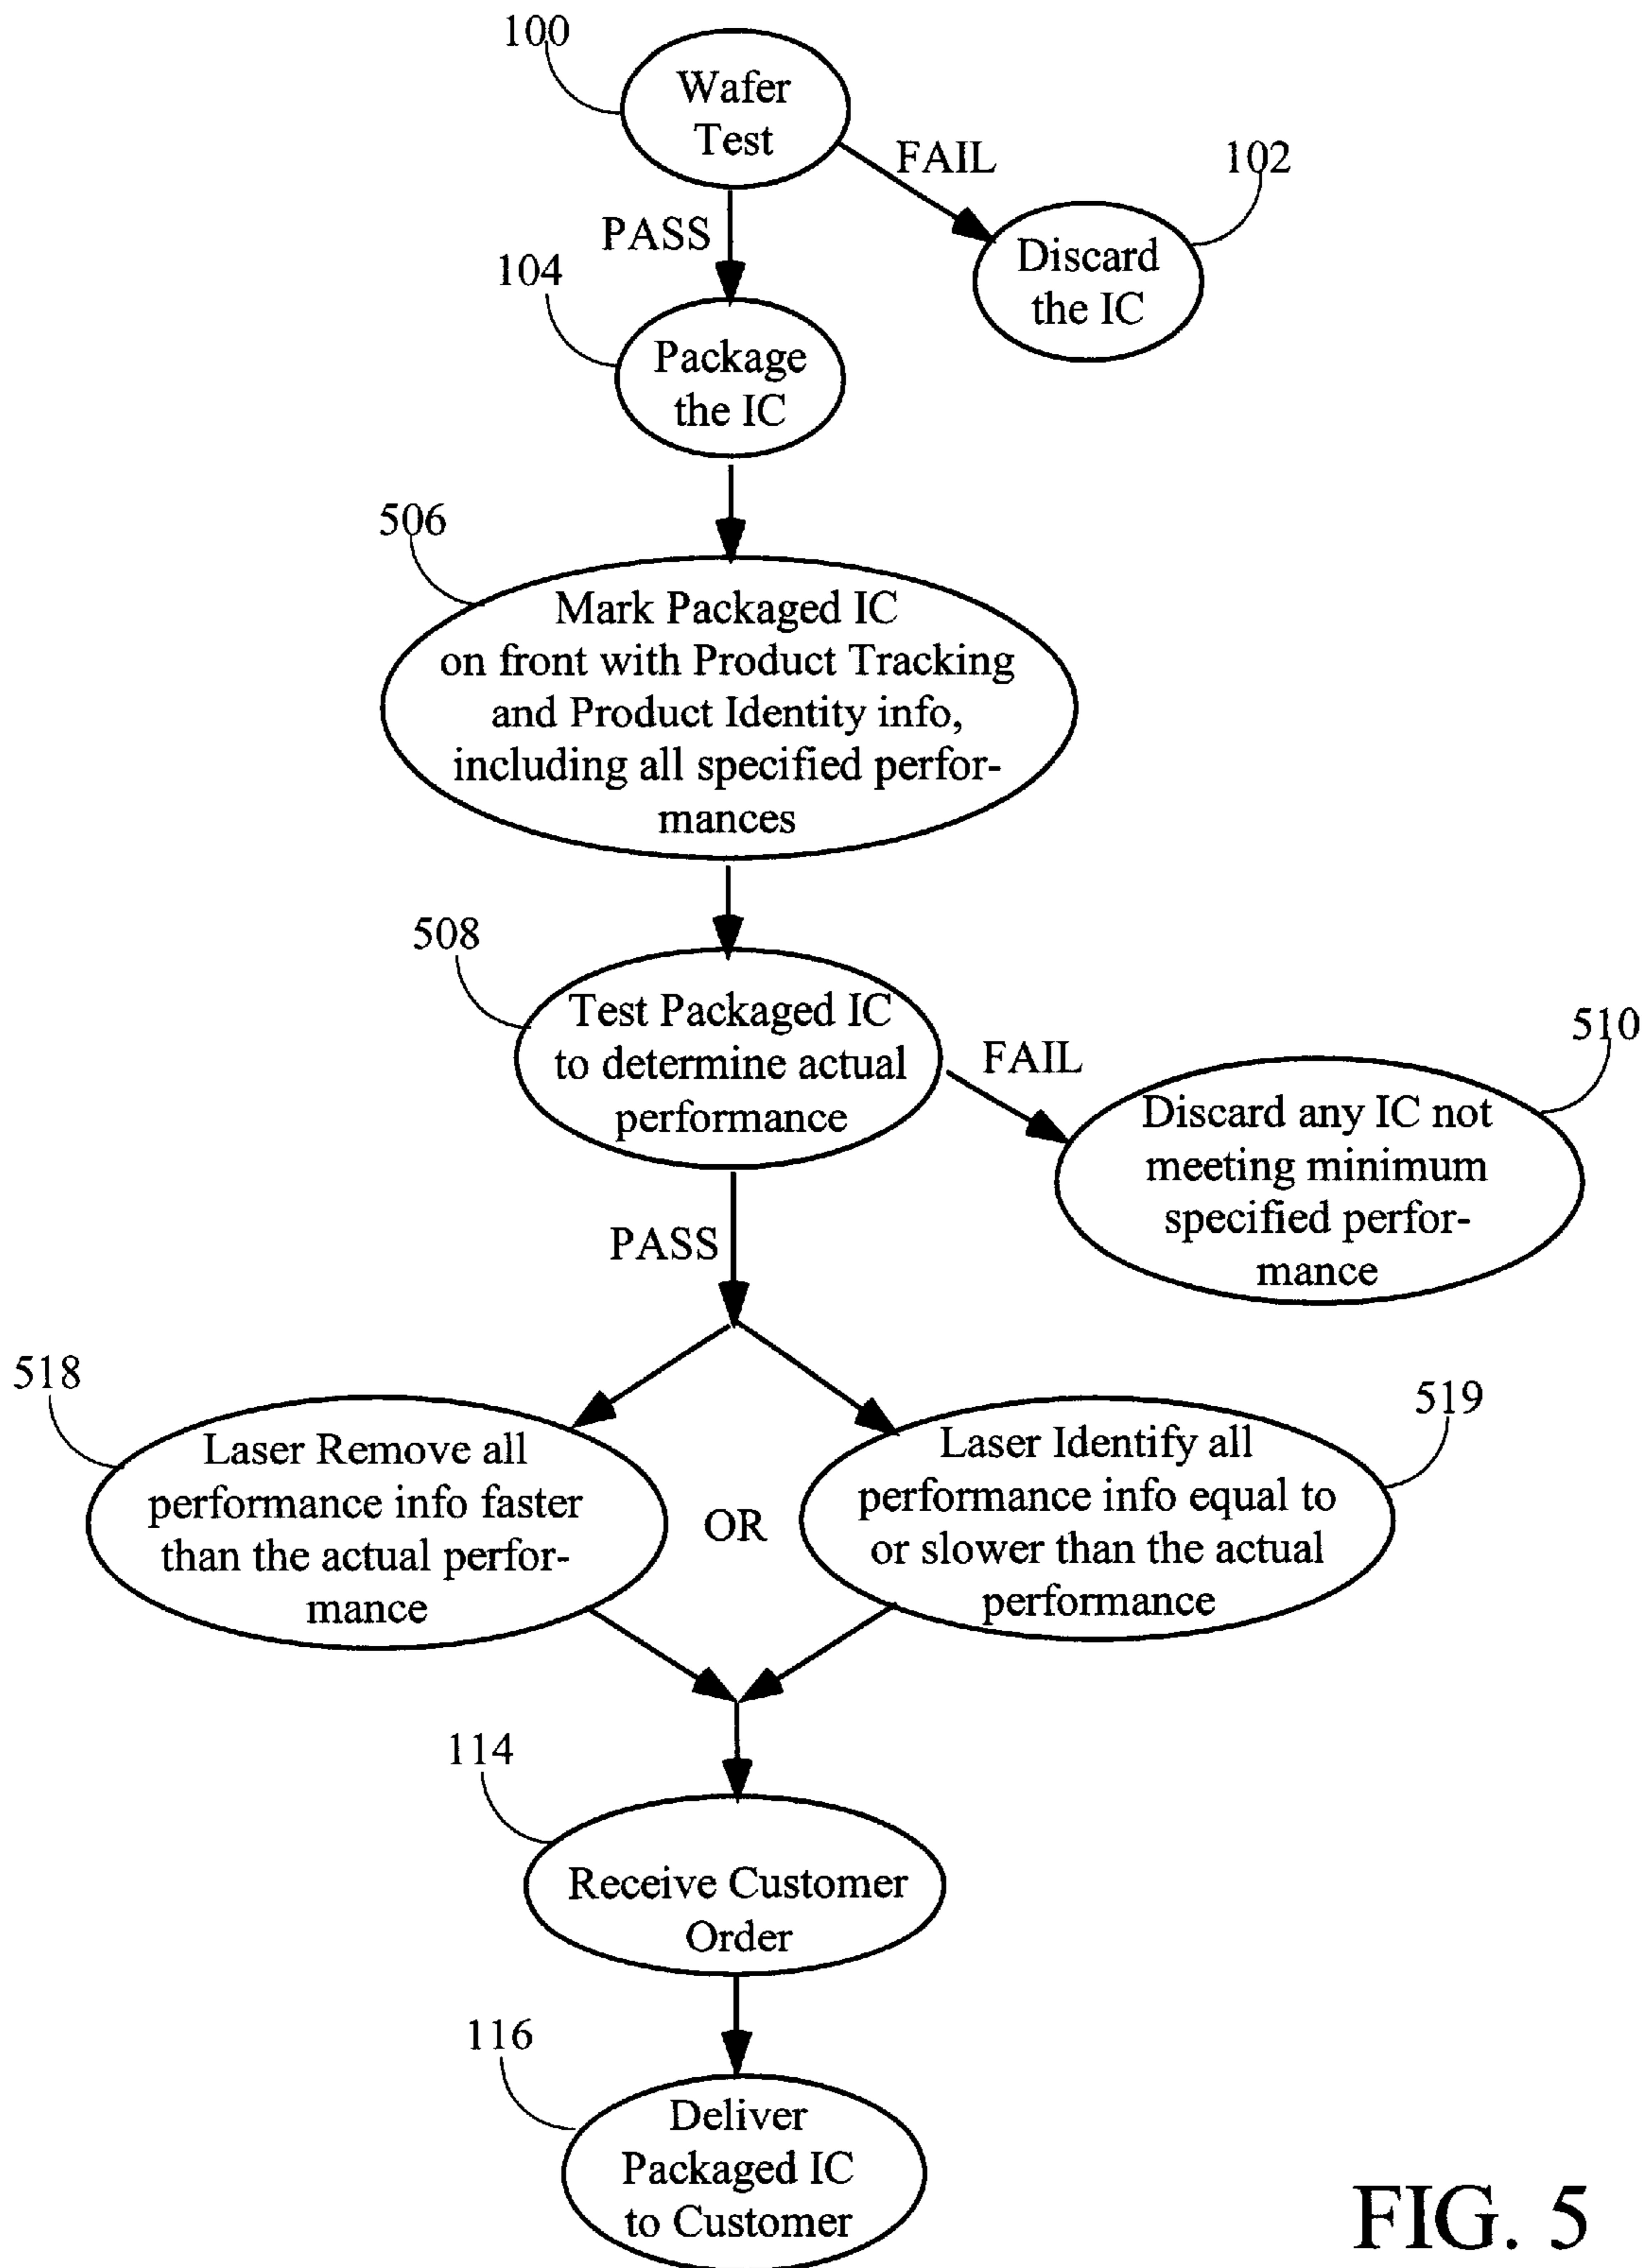 100
Wafer
Test
FAIL
102
PASS
Discard
the IC
104
Package
the IC
506
Mark Packaged IC
on front with Product Tracking
and Product Identity info,
including all specified perfor-
mances
508
Test Packaged IC
to determine actual
performance
FAIL
510
Discard any IC not
meeting minimum
specified perfor-
mance
PASS
518
Laser Remove all
performance info faster
than the actual perfor-
mance
OR
519
Laser Identify all
performance info equal to
or slower than the actual
performance
114
Receive Customer
Order
116
Deliver
Packaged IC
to Customer
FIG. 5